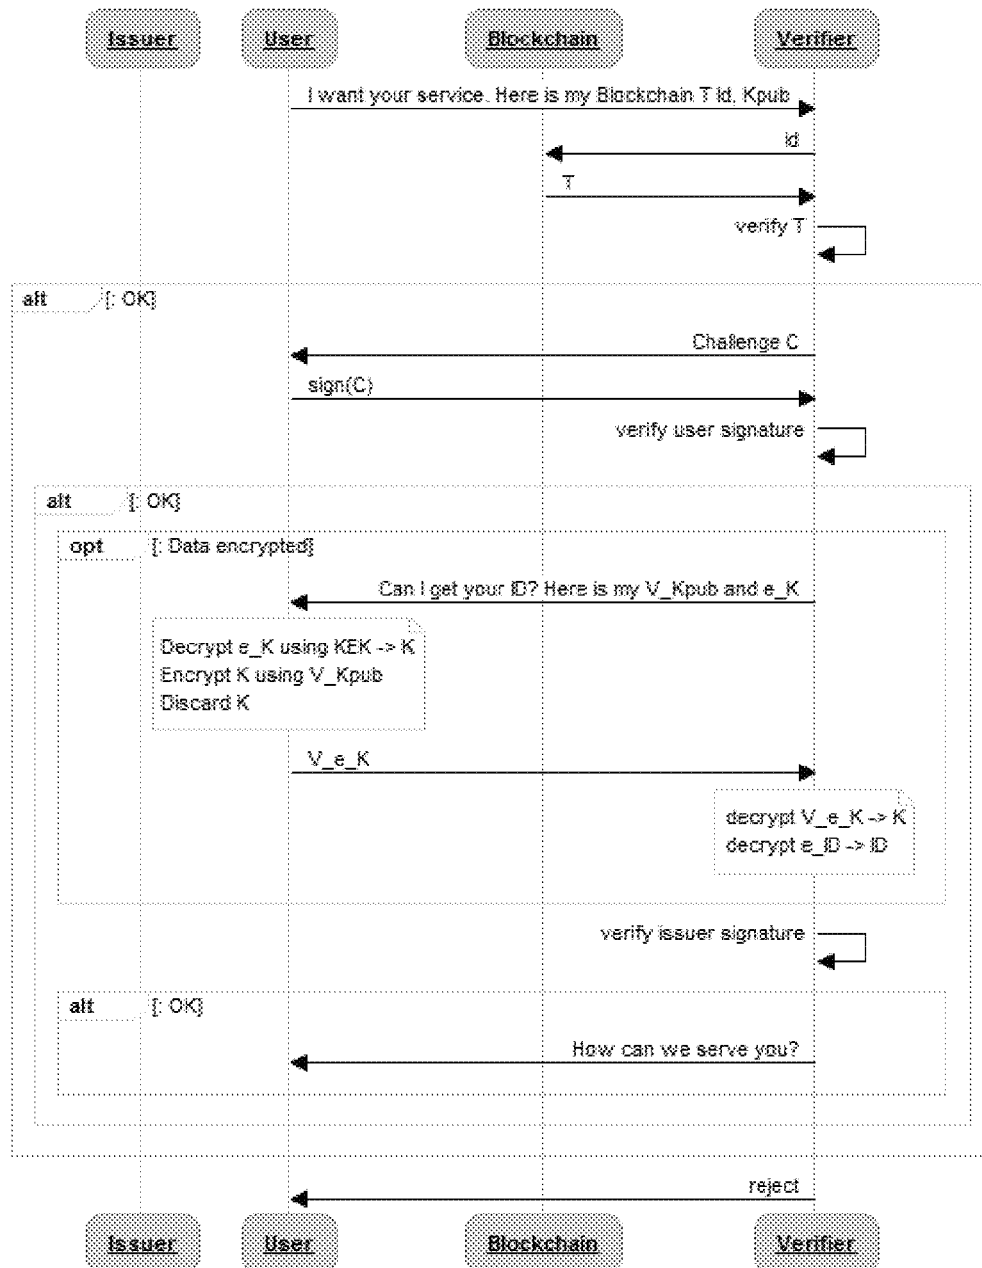 Issuer User Blockchain Verifier
I want your service. Here is my Blockchain T Id, Kpub
id
T
verify T
alt [: OK]
Challenge C
sign(C)
verify user signature
alt [: OK]
opt [: Data encrypted]
Can I get your ID? Here is my V_Kpub and e_K
Decrypt e_K using KEK -> K
Encrypt K using V_Kpub
Discard K
V_e_K
decrypt V_e_K -> K
decrypt e_ID -> ID
verify issuer signature
alt [: OK]
How can we serve you?
reject
Issuer User Blockchain Verifier